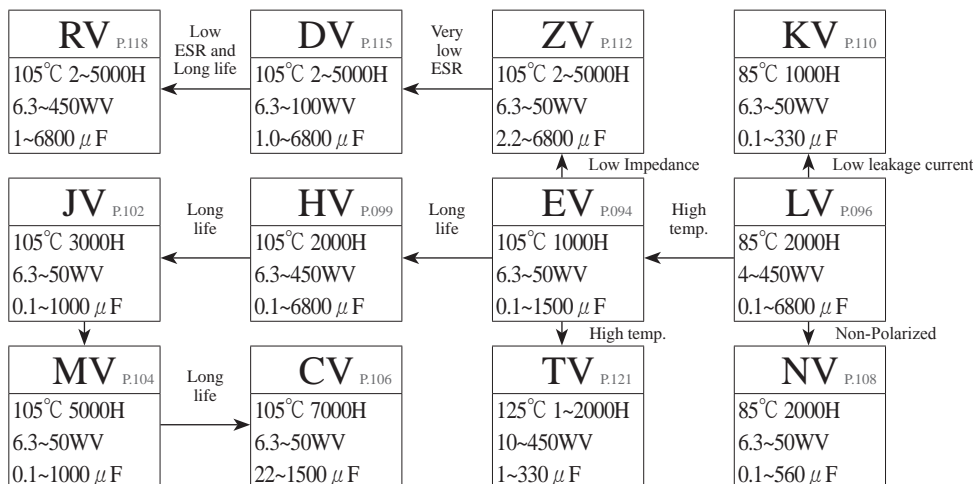 RV P.118
105℃ 2~5000H
6.3~450WV
1~6800 μF
Low
ESR and
Long life
DV P.115
105℃ 2~5000H
6.3~100WV
1.0~6800 μF
Very
low
ESR
ZV P.112
105℃ 2~5000H
6.3~50WV
2.2~6800 μF
KV P.110
85℃ 1000H
6.3~50WV
0.1~330 μF
Low Impedance
Low leakage current
JV P.102
105℃ 3000H
6.3~50WV
0.1~1000 μF
Long
life
HV P.099
105℃ 2000H
6.3~450WV
0.1~6800 μF
Long
life
EV P.094
105℃ 1000H
6.3~50WV
0.1~1500 μF
High
temp.
LV P.096
85℃ 2000H
4~450WV
0.1~6800 μF
High temp.
Non-Polarized
MV P.104
105℃ 5000H
6.3~50WV
0.1~1000 μF
Long
life
CV P.106
105℃ 7000H
6.3~50WV
22~1500 μF
TV P.121
125℃ 1~2000H
10~450WV
1~330 μF
NV P.108
85℃ 2000H
6.3~50WV
0.1~560 μF